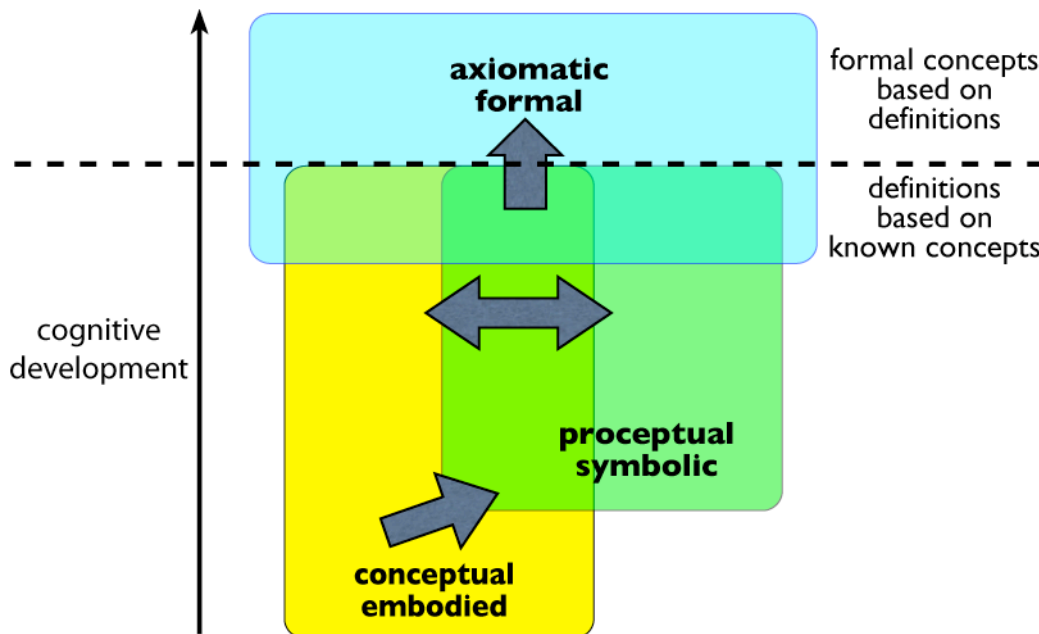 axiomatic
formal
formal concepts
based on
definitions
definitions
based on
known concepts
cognitive
development
proceptual
symbolic
conceptual
embodied